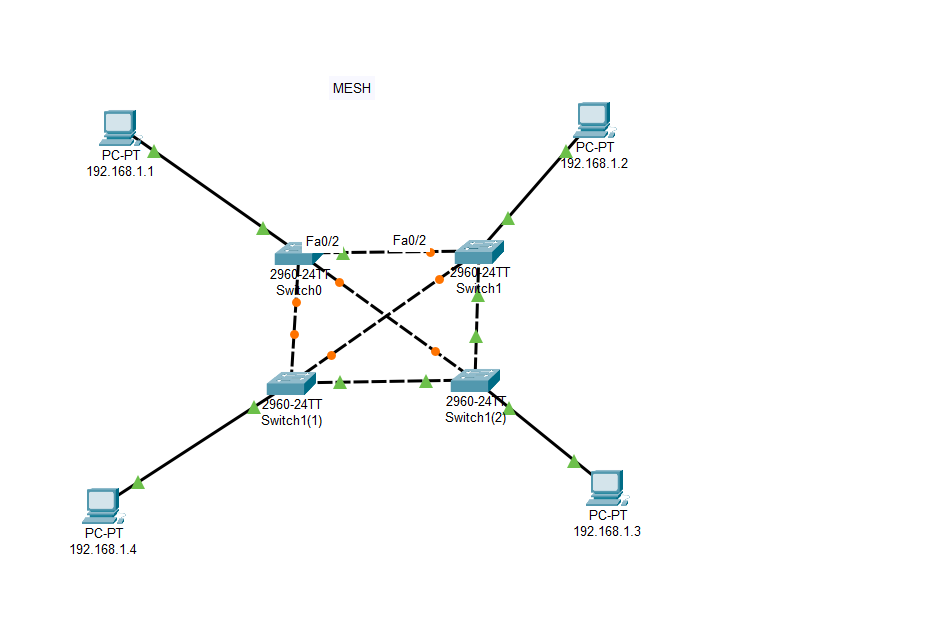 MESH
PC-PT
192.168.1.1
PC-PT
192.168.1.2
Fa0/2
Fa0/2
2960-24TT
Switch0
2960-24TT
Switch1
2960-24TT
Switch1(1)
2960-24TT
Switch1(2)
PC-PT
192.168.1.4
PC-PT
192.168.1.3